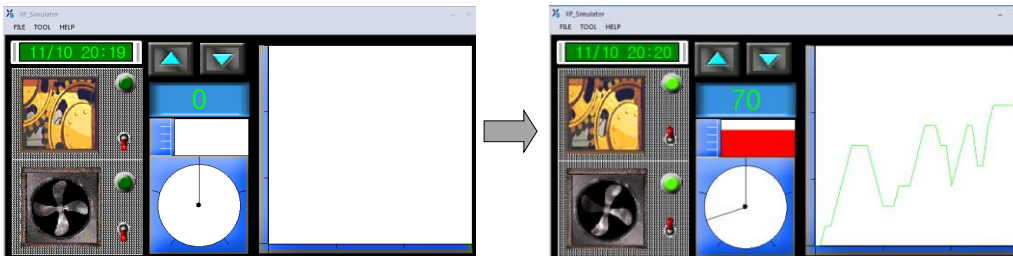 XP_Simulator
FILE TOOL HELP
11/10 20:19
0
XP_Simulator
FILE TOOL HELP
11/10 20:20
70